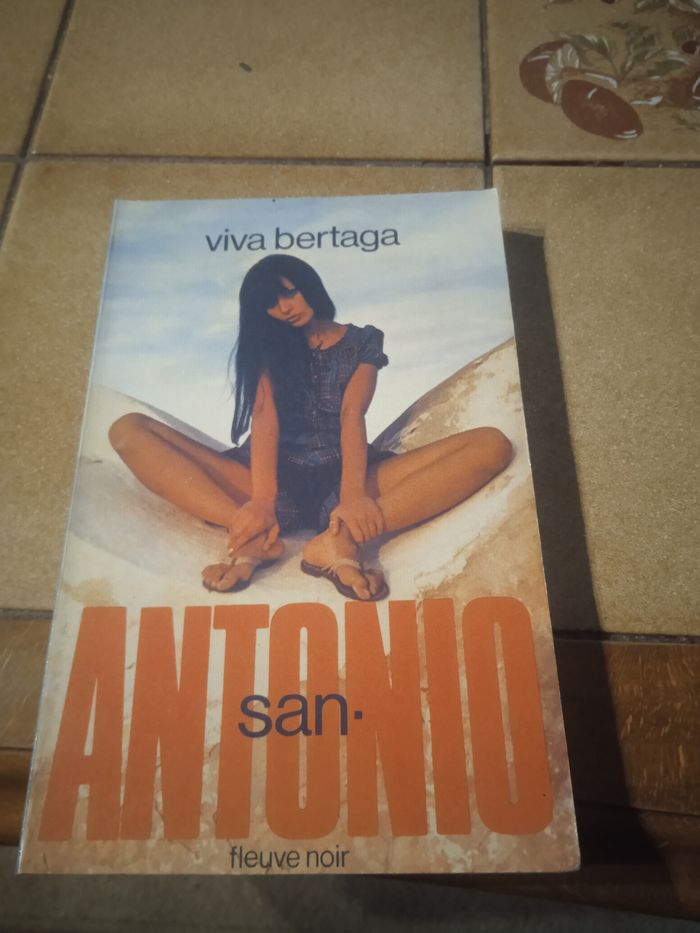 viva bertaga
ANTONIO
san-
fleuve noir